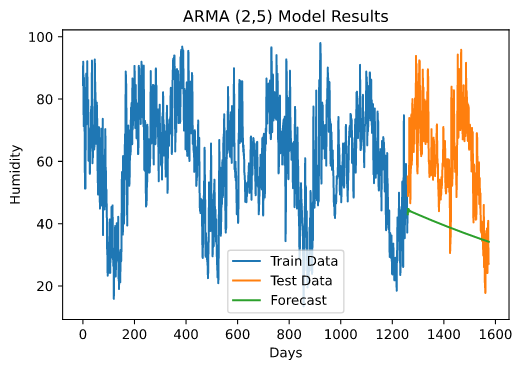 ARMA (2,5) Model Results
Humidity
100
80
60
40
20
Train Data
Test Data
Forecast
0 200 400 600 800 1000 1200 1400 1600
Days